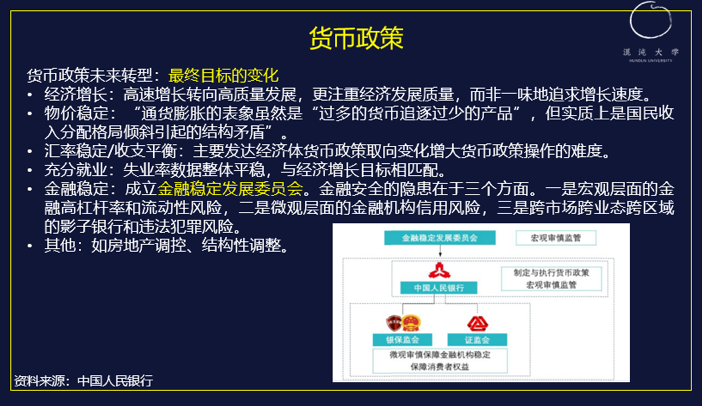 货币政策
混沌大学
HUNDUN UNIVERSITY
货币政策未来转型：最终目标的变化
• 经济增长：高速增长转向高质量发展，更注重经济发展质量，而非一味地追求增长速度。
• 物价稳定：“通货膨胀的表象虽然是“过多的货币追逐过少的产品”，但实质上是国民收
入分配格局倾斜引起的结构矛盾”。
• 汇率稳定/收支平衡：主要发达经济体货币政策取向变化增大货币政策操作的难度。
• 充分就业：失业率数据整体平稳，与经济增长目标相匹配。
• 金融稳定：成立金融稳定发展委员会。金融安全的隐患在于三个方面。一是宏观层面的金
融高杠杆率和流动性风险，二是微观层面的金融机构信用风险，三是跨市场跨业态跨区域
的影子银行和违法犯罪风险。
• 其他：如房地产调控、结构性调整。
金融稳定发展委员会
宏观审慎监管
中国人民银行
制定与执行货币政策
宏观审慎监管
银保监会
证监会
微观审慎保障金融机构稳定
保障消费者权益
资料来源：中国人民银行